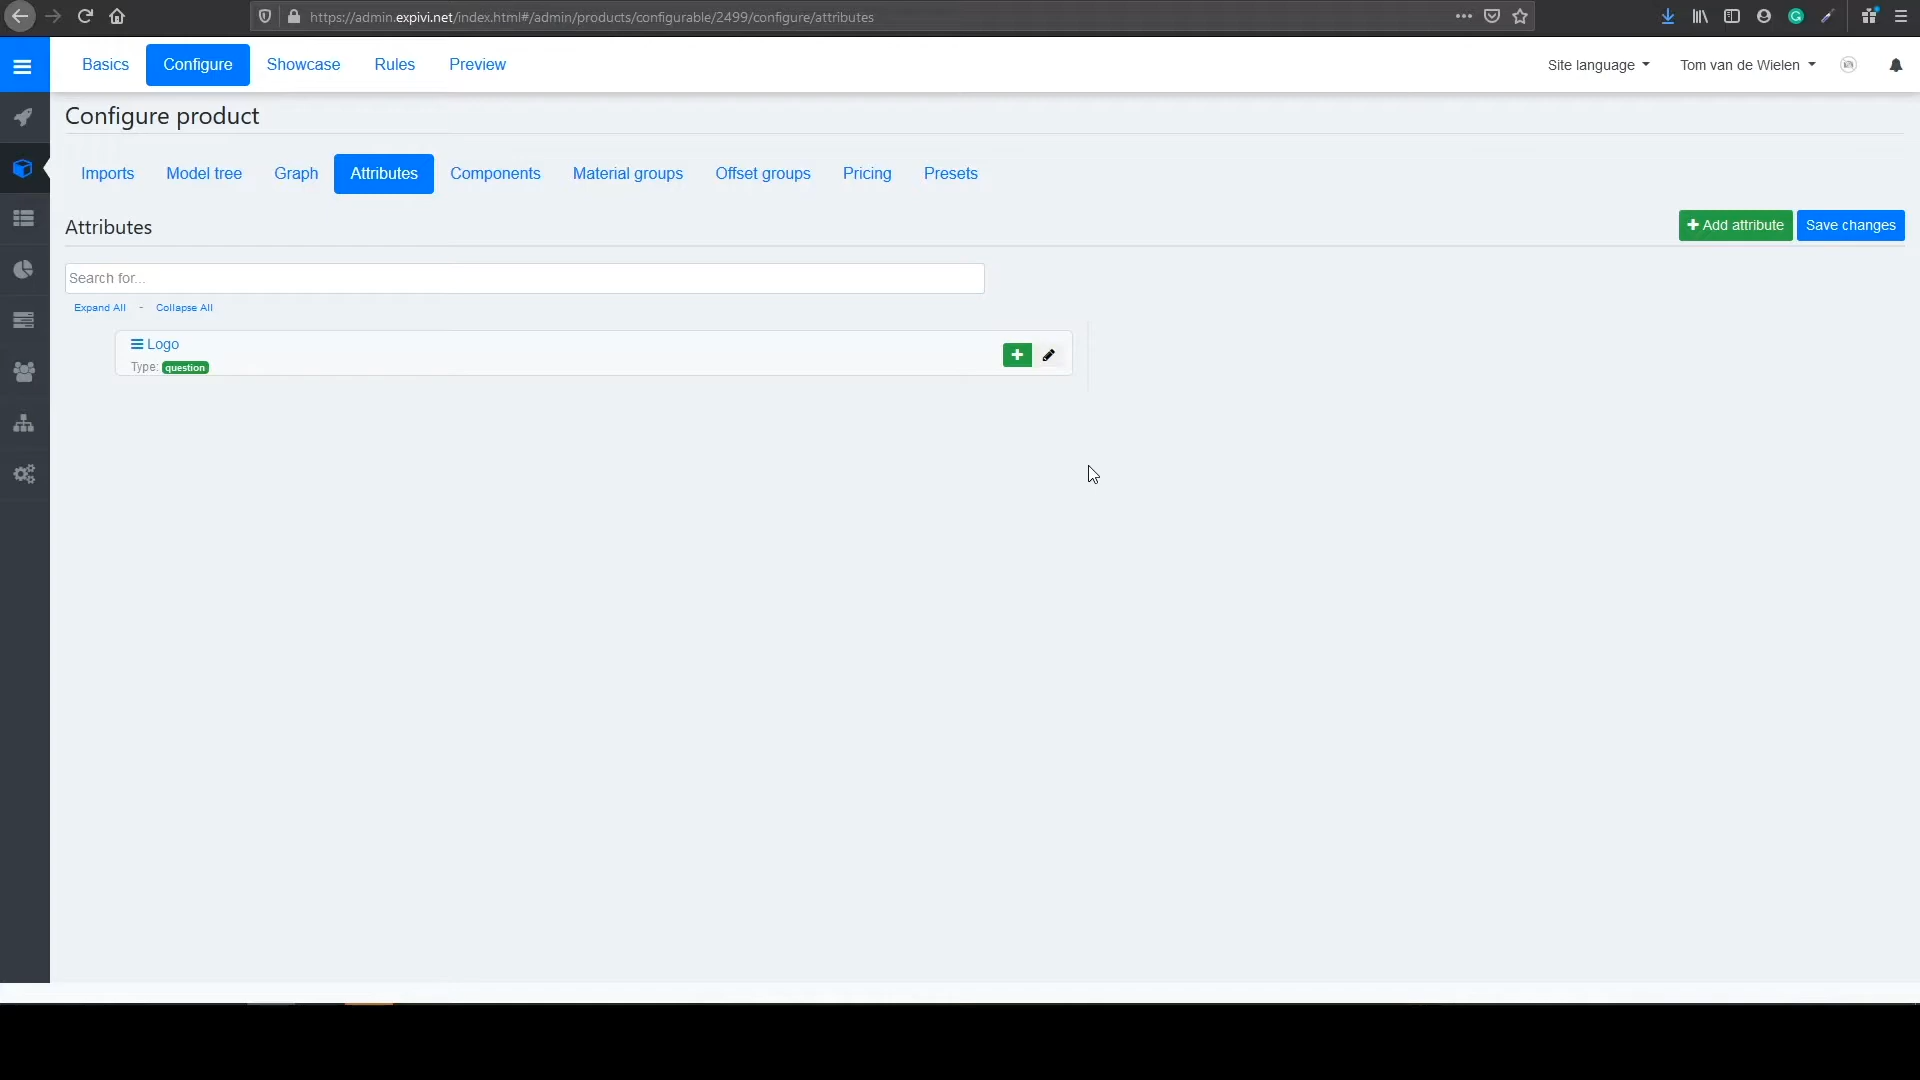 https://admin.expivi.net/index.html#/admin/products/configurable/2499/configure/attributes
Basics Configure Showcase Rules Preview Site language Tom van de Wielen
Configure product
Imports Model tree Graph Attributes Components Material groups Offset groups Pricing Presets
Attributes + Add attribute Save changes
Search for...
Expand All - Collapse All
Logo
Type: question